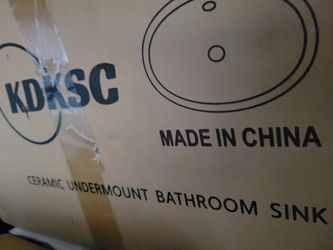 KDKSC
MADE IN CHINA
CERAMIC UNDERMOUNT BATHROOM SINK